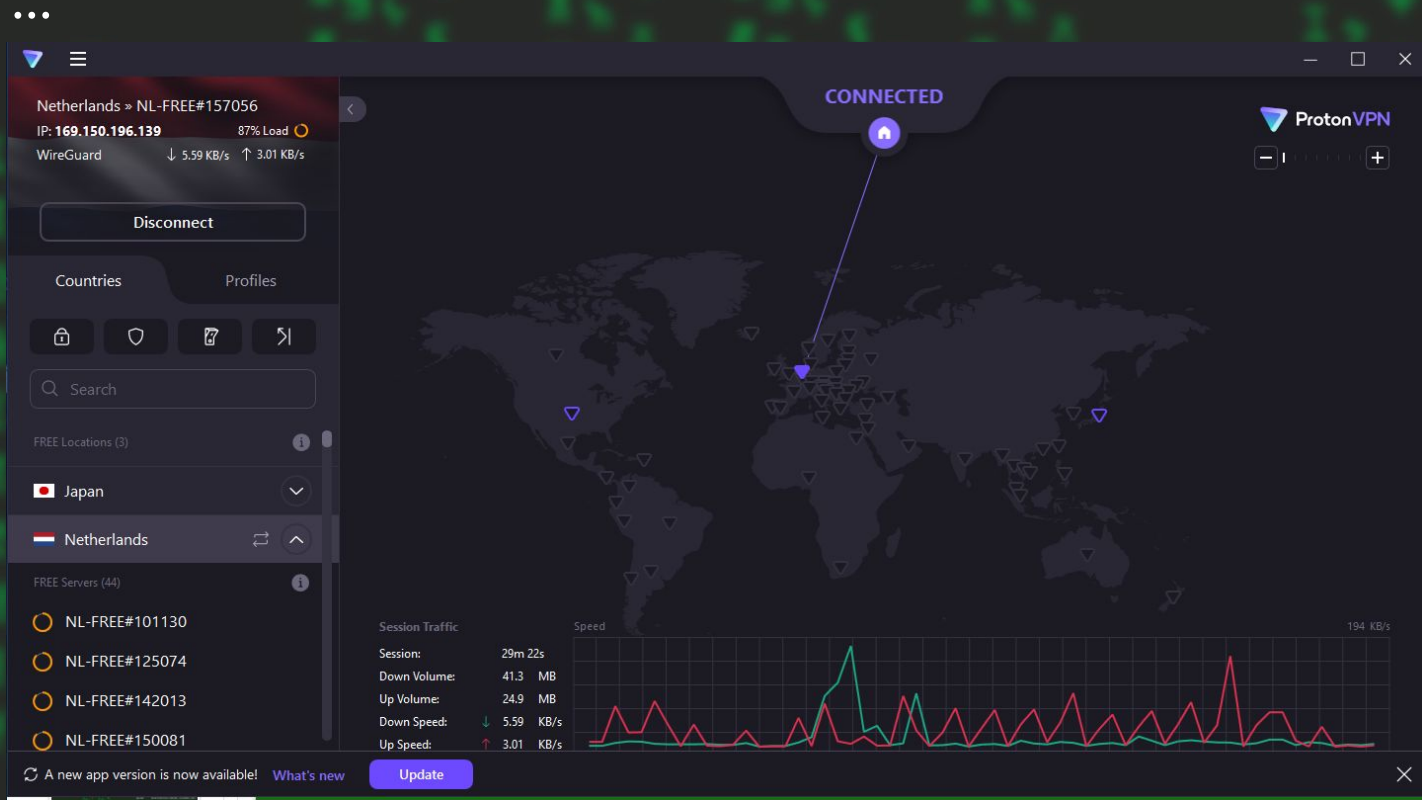 CONNECTED
ProtonVPN
Netherlands » NL-FREE#157056
IP: 169.150.196.139 87% Load
WireGuard ↓ 5.59 KB/s ↑ 3.01 KB/s
Disconnect
Countries Profiles
Search
FREE Locations (3)
Japan
Netherlands
FREE Servers (44)
NL-FREE#101130
NL-FREE#125074
NL-FREE#142013
NL-FREE#150081
Session Traffic
Session: 29m 22s
Down Volume: 41.3 MB
Up Volume: 24.9 MB
Down Speed: ↓ 5.59 KB/s
Up Speed: ↑ 3.01 KB/s
Speed 194 KB/s
A new app version is now available! What's new Update